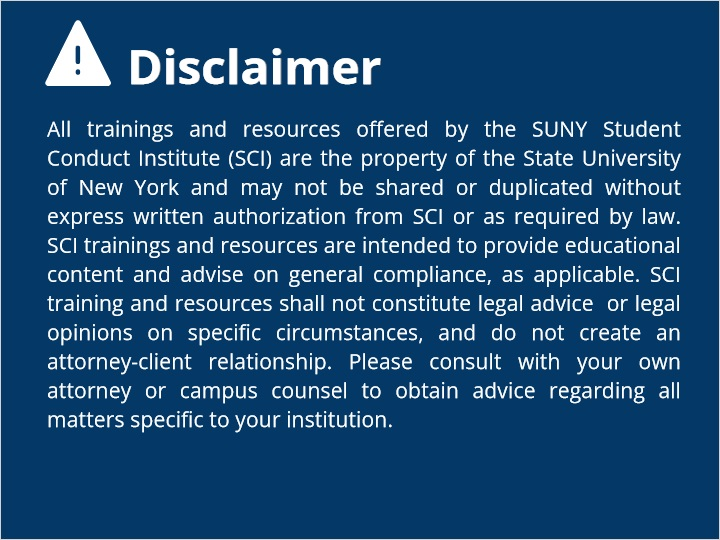 Disclaimer
All trainings and resources offered by the SUNY Student
Conduct Institute (SCI) are the property of the State University
of New York and may not be shared or duplicated without
express written authorization from SCI or as required by law.
SCI trainings and resources are intended to provide educational
content and advise on general compliance, as applicable. SCI
training and resources shall not constitute legal advice  or legal
opinions on specific circumstances, and do not create an
attorney-client relationship. Please consult with your own
attorney or campus counsel to obtain advice regarding all
matters specific to your institution.